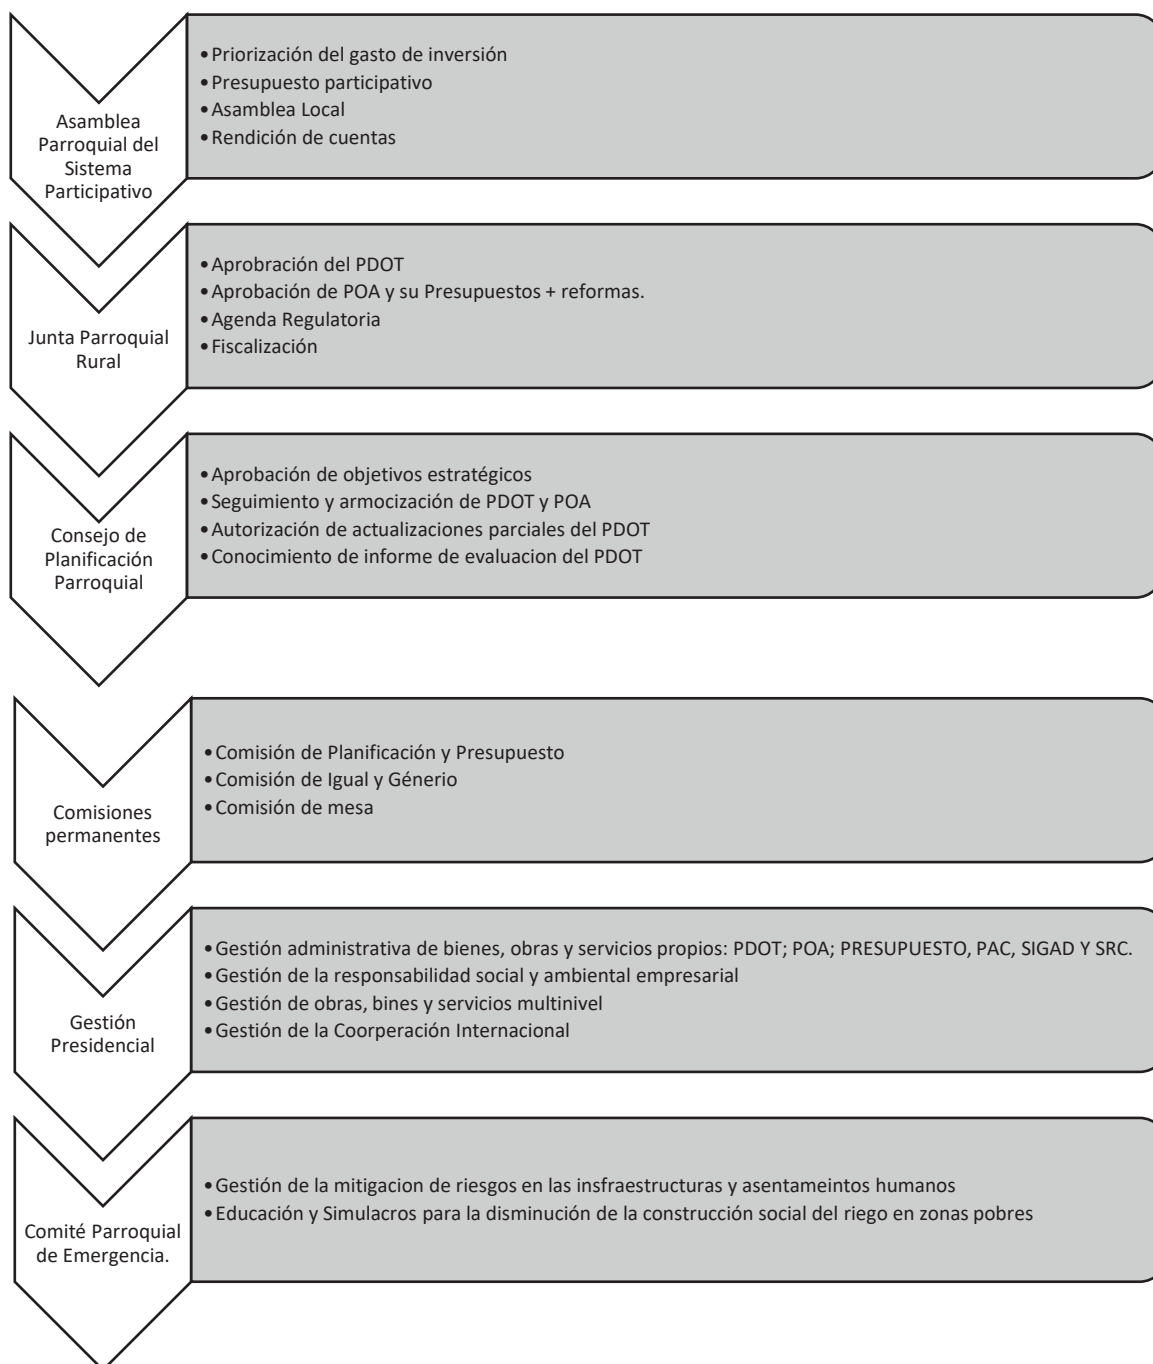 Asamblea
Parroquial del
Sistema
Participativo
•Priorización del gasto de inversión
•Presupuesto participativo
•Asamblea Local
•Rendición de cuentas
Junta Parroquial
Rural
•Aprobración del PDOT
•Aprobación de POA y su Presupuestos + reformas.
•Agenda Regulatoria
•Fiscalización
Consejo de
Planificación
Parroquial
•Aprobación de objetivos estratégicos
•Seguimiento y armocización de PDOT y POA
•Autorización de actualizaciones parciales del PDOT
•Conocimiento de informe de evaluacion del PDOT
Comisiones
permanentes
•Comisión de Planificación y Presupuesto
•Comisión de Igual y Génerio
•Comisión de mesa
Gestión
Presidencial
•Gestión administrativa de bienes, obras y servicios propios: PDOT; POA; PRESUPUESTO, PAC, SIGAD Y SRC.
•Gestión de la responsabilidad social y ambiental empresarial
•Gestión de obras, bines y servicios multinivel
•Gestión de la Coorperación Internacional
Comité Parroquial
de Emergencia.
•Gestión de la mitigacion de riesgos en las insfraestructuras y asentameintos humanos
•Educación y Simulacros para la disminución de la construcción social del riego en zonas pobres